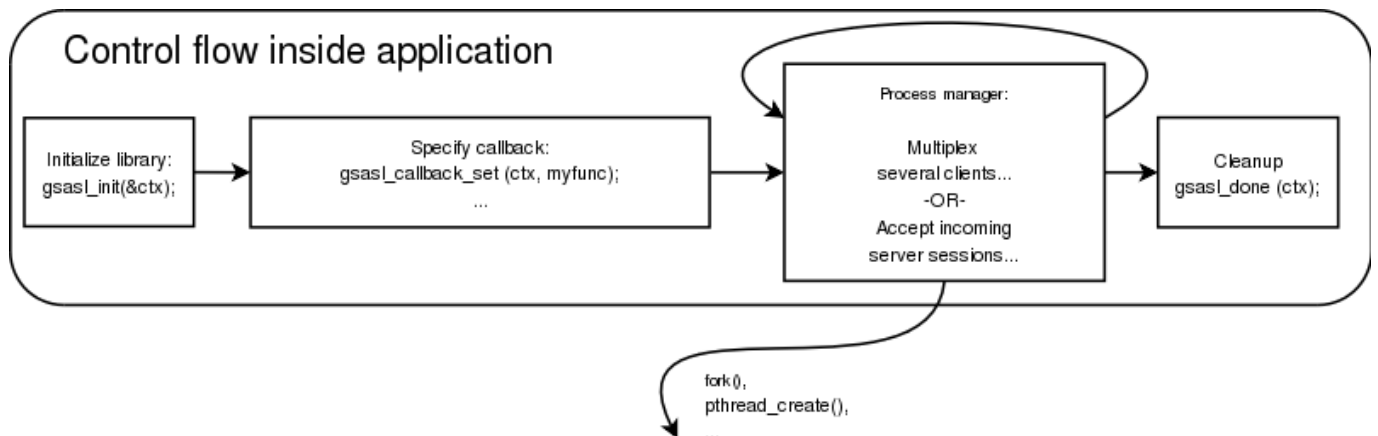 Control flow inside application
Initialize library:
gsasl_init(&ctx);
Specify callback:
gsasl_callback_set (ctx, myfunc);
...
Process manager:
Multiplex
several clients...
-OR-
Accept incoming
server sessions...
Cleanup
gsasl_done (ctx);
fork(),
pthread_create(),
...